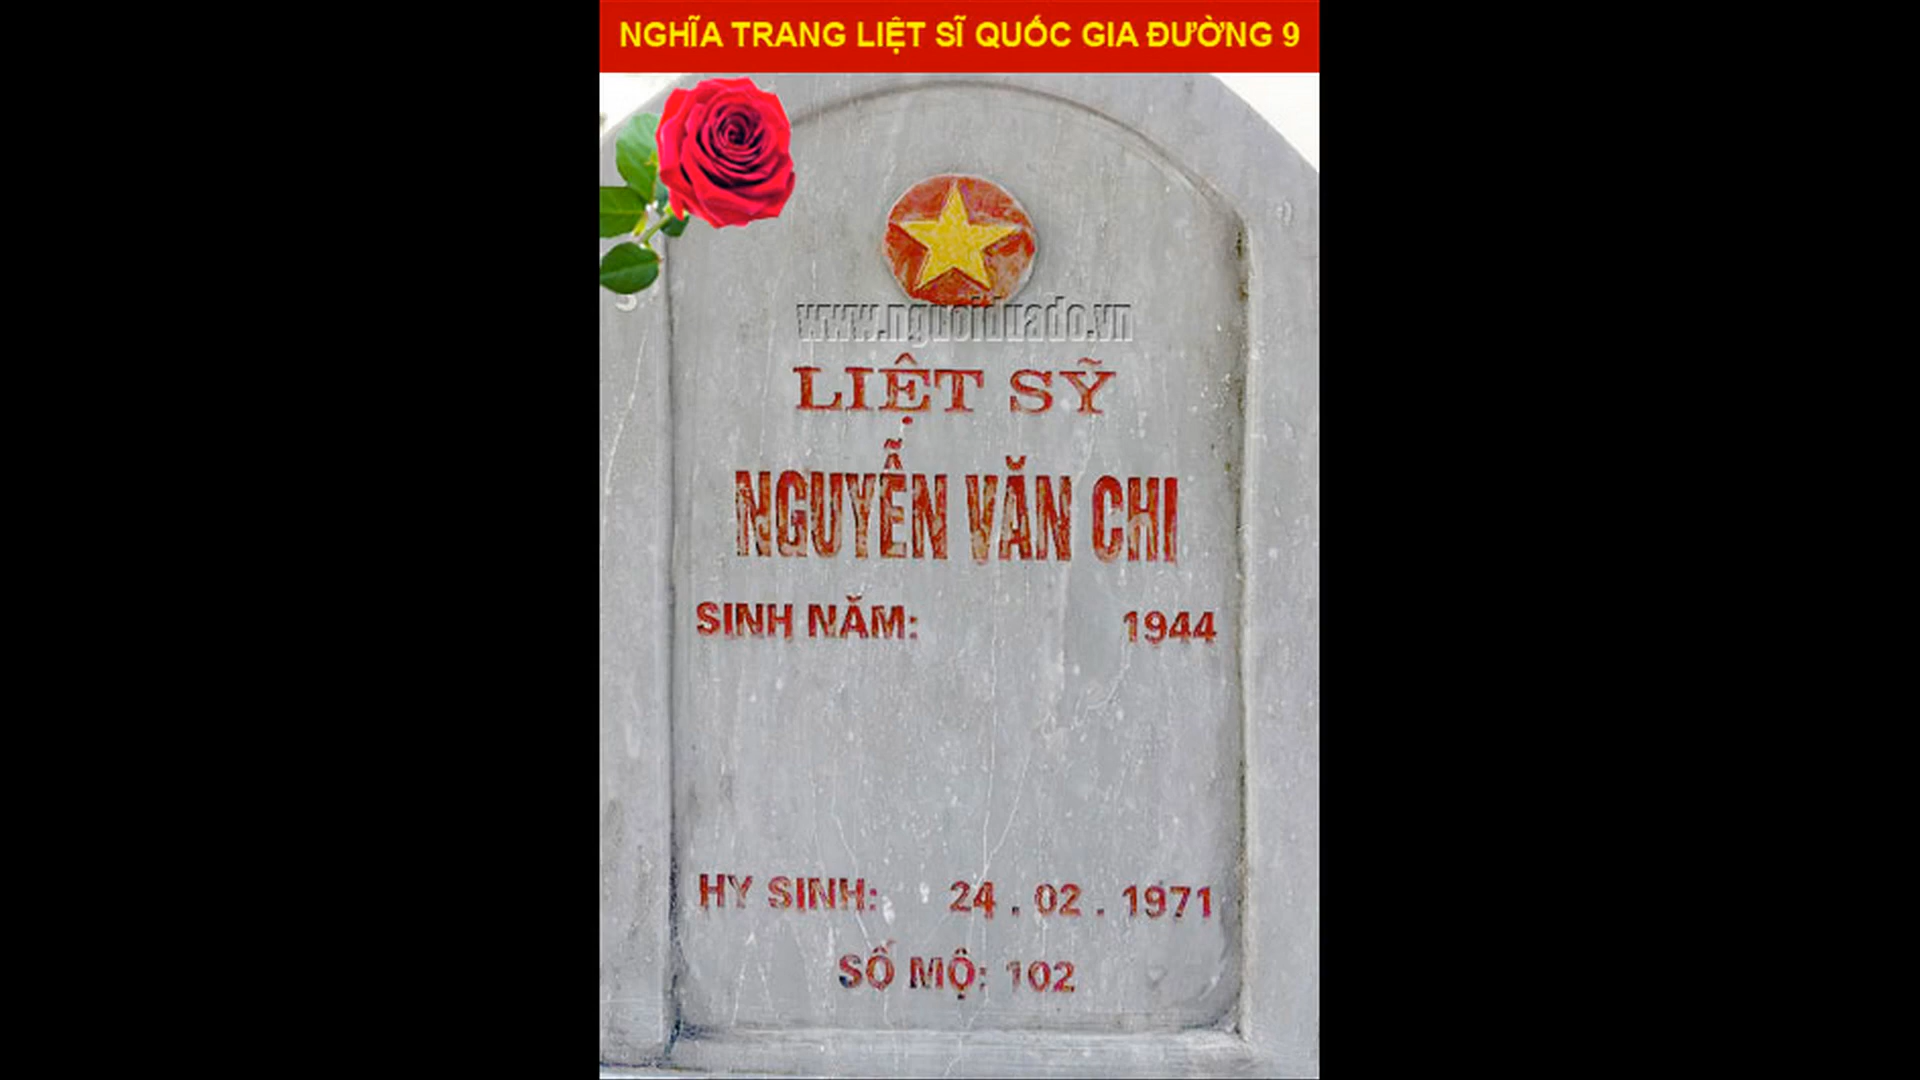 NGHĨA TRANG LIỆT SĨ QUỐC GIA ĐƯỜNG 9
www.nguoiduado.vn
LIỆT SỸ
NGUYỄN VĂN CHI
SINH NĂM: 1944
HY SINH: 24 . 02 . 1971
SỐ MỘ: 102